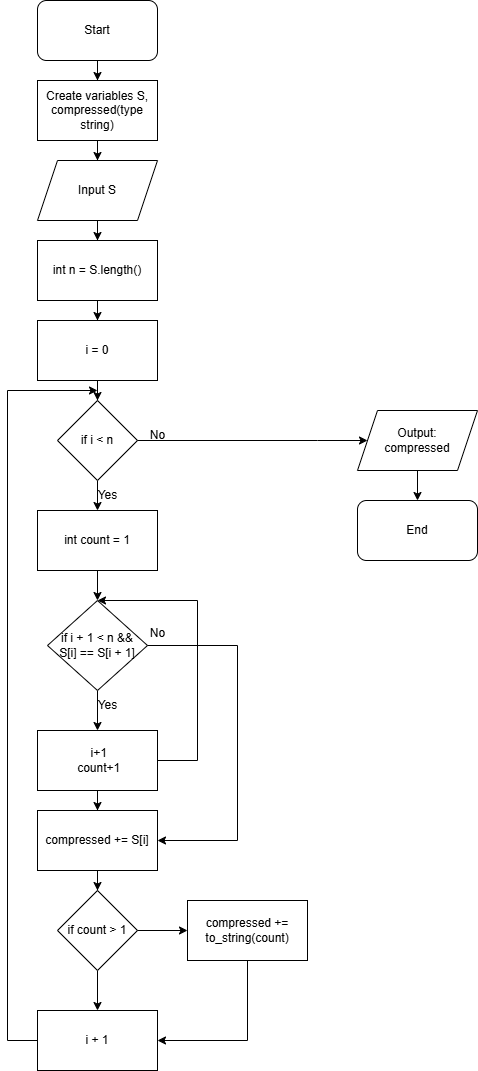 Start
Create variables S,
compressed(type
string)
Input S
int n = S.length()
i = 0
if i < n
No
Output:
compressed
Yes
End
int count = 1
if i + 1 < n &&
S[i] == S[i + 1]
No
Yes
i+1
count+1
compressed += S[i]
if count > 1
compressed +=
to_string(count)
i + 1